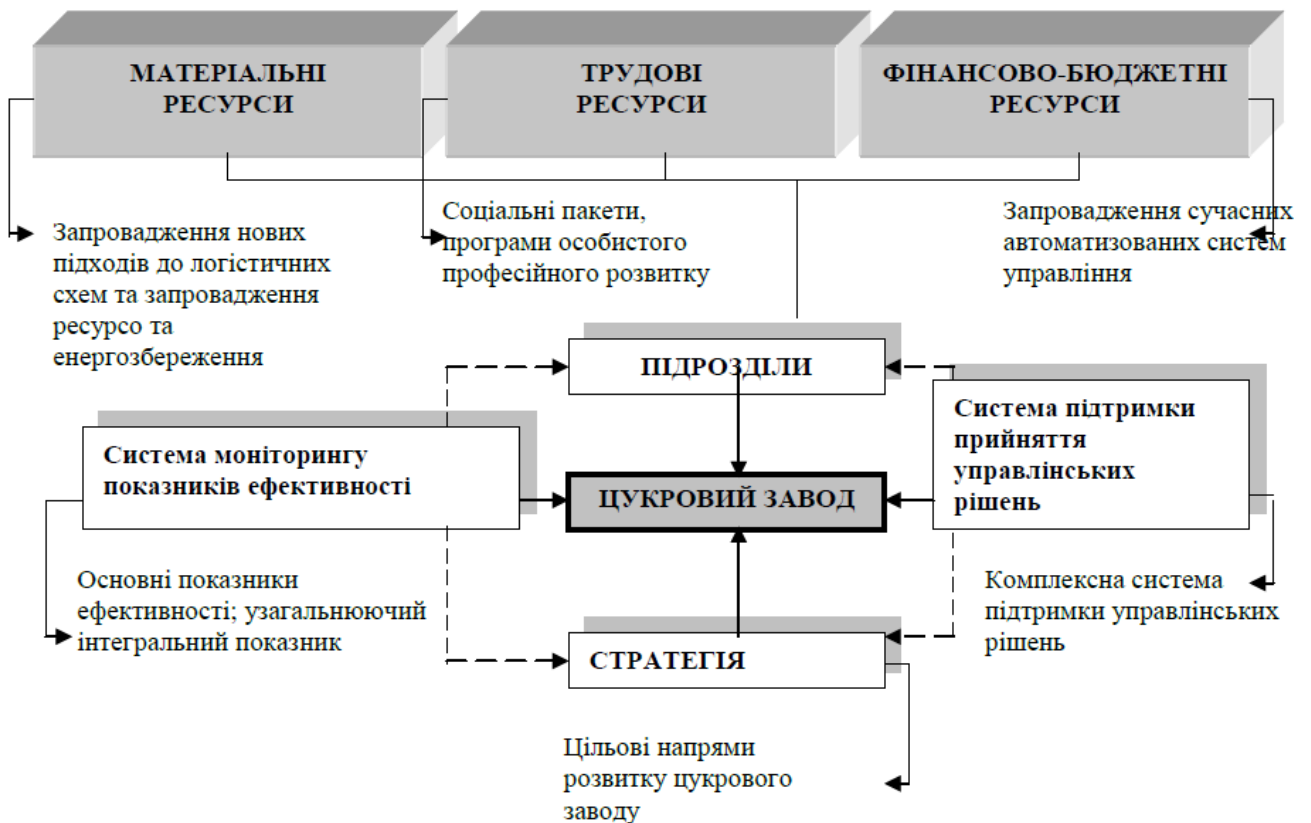 МАТЕРІАЛЬНІ
РЕСУРСИ
ТРУДОВІ
РЕСУРСИ
ФІНАНСОВО-БЮДЖЕТНІ
РЕСУРСИ
Запровадження нових
підходів до логістичних
схем та запровадження
ресурсо та
енергозбереження
Соціальні пакети,
програми особистого
професійного розвитку
Запровадження сучасних
автоматизованих систем
управління
ПІДРОЗДІЛИ
Система моніторингу
показників ефективності
ЦУКРОВИЙ ЗАВОД
Система підтримки
прийняття
управлінських
рішень
Основні показники
ефективності; узагальнюючий
інтегральний показник
СТРАТЕГІЯ
Комплексна система
підтримки управлінських
рішень
Цільові напрями
розвитку цукрового
заводу